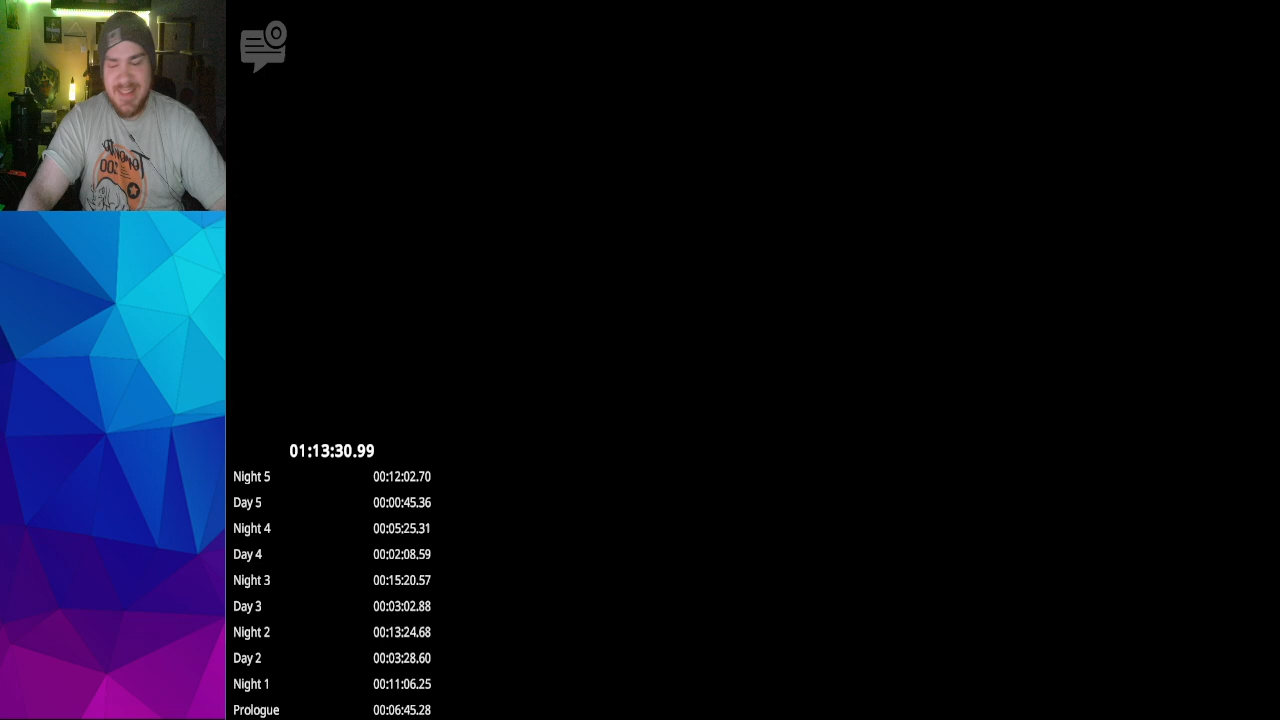 01:13:30.99
Night 5 00:12:02.70
Day 5 00:00:45.36
Night 4 00:05:25.31
Day 4 00:02:08.59
Night 3 00:15:20.57
Day 3 00:03:02.88
Night 2 00:13:24.68
Day 2 00:03:28.60
Night 1 00:11:06.25
Prologue 00:06:45.28